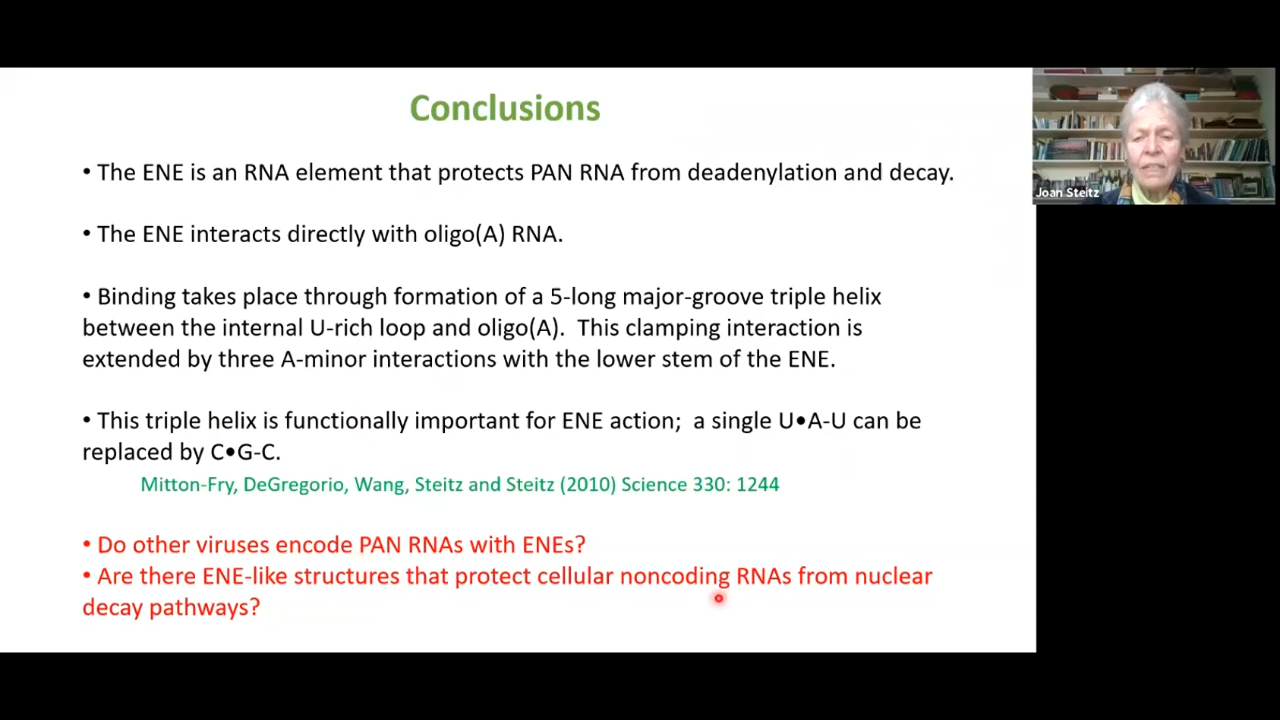 Conclusions
• The ENE is an RNA element that protects PAN RNA from deadenylation and decay.
• The ENE interacts directly with oligo(A) RNA.
• Binding takes place through formation of a 5-long major-groove triple helix
between the internal U-rich loop and oligo(A).  This clamping interaction is
extended by three A-minor interactions with the lower stem of the ENE.
• This triple helix is functionally important for ENE action;  a single U•A-U can be
replaced by C•G-C.
Mitton-Fry, DeGregorio, Wang, Steitz and Steitz (2010) Science 330: 1244
• Do other viruses encode PAN RNAs with ENEs?
• Are there ENE-like structures that protect cellular noncoding RNAs from nuclear
decay pathways?
Joan Steitz